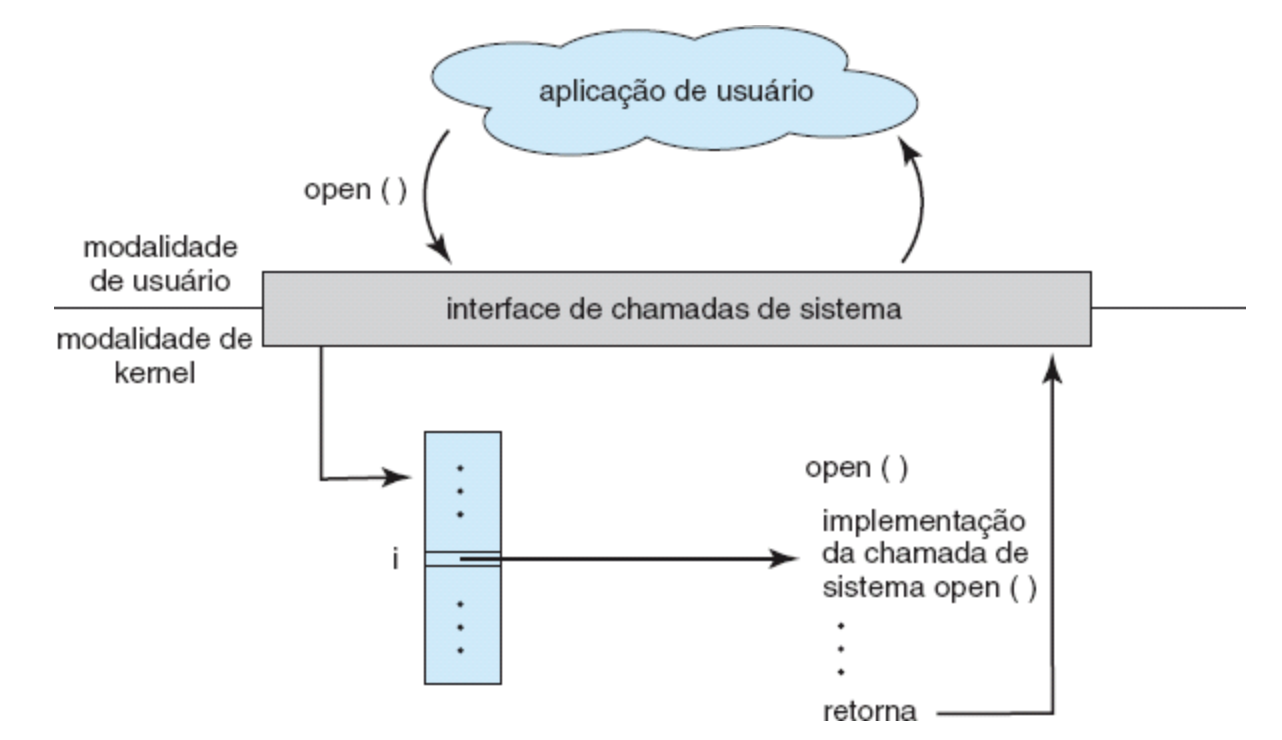 aplicação de usuário
open ( )
modalidade
de usuário
interface de chamadas de sistema
modalidade de
kernel
open ( )
implementação
da chamada de
sistema open ( )
i
retorna